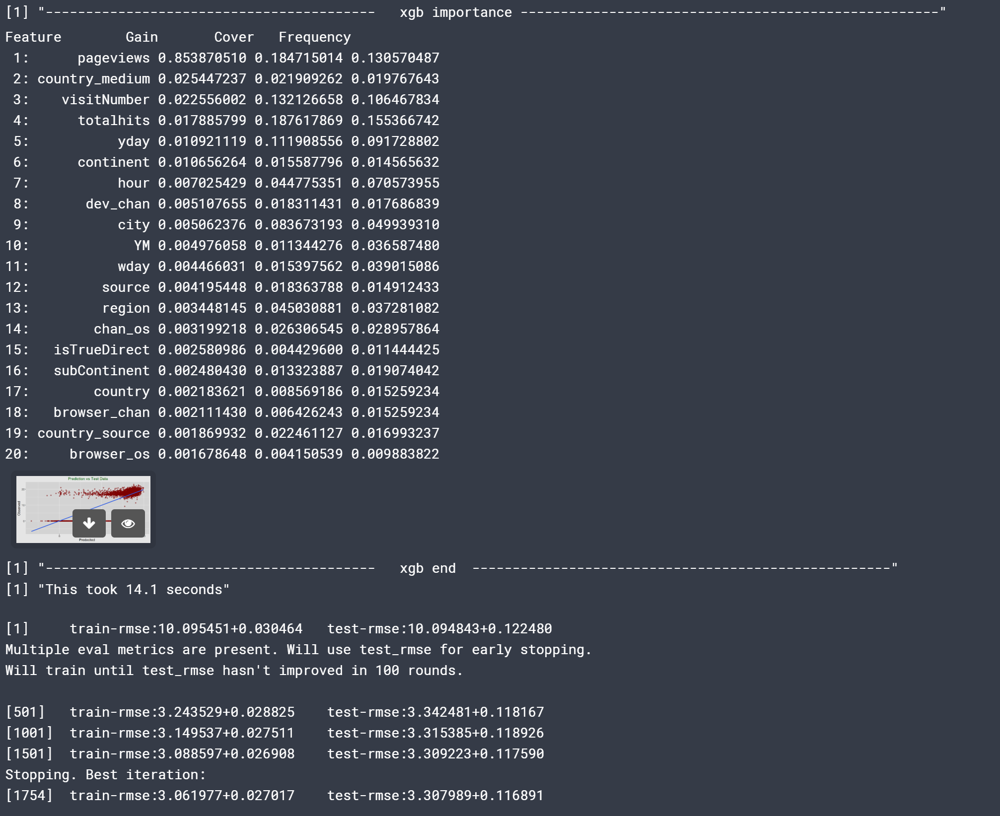 [1] "-----------------------------------------   xgb importance ----------------------------------------------------"
Feature        Gain       Cover   Frequency
 1:      pageviews 0.853870510 0.184715014 0.130570487
 2: country_medium 0.025447237 0.021909262 0.019767643
 3:    visitNumber 0.022556002 0.132126658 0.106467834
 4:      totalhits 0.017885799 0.187617869 0.155366742
 5:           yday 0.010921119 0.111908556 0.091728802
 6:      continent 0.010656264 0.015587796 0.014565632
 7:           hour 0.007025429 0.044775351 0.070573955
 8:       dev_chan 0.005107655 0.018311431 0.017686839
 9:           city 0.005062376 0.083673193 0.049939310
10:             YM 0.004976058 0.011344276 0.036587480
11:           wday 0.004466031 0.015397562 0.039015086
12:         source 0.004195448 0.018363788 0.014912433
13:         region 0.003448145 0.045030881 0.037281082
14:        chan_os 0.003199218 0.026306545 0.028957864
15:   isTrueDirect 0.002580986 0.004429600 0.011444425
16:   subContinent 0.002480430 0.013323887 0.019074042
17:        country 0.002183621 0.008569186 0.015259234
18:   browser_chan 0.002111430 0.006426243 0.015259234
19: country_source 0.001869932 0.022461127 0.016993237
20:     browser_os 0.001678648 0.004150539 0.009883822
Prediction vs Test Data
Observed
20
10
0
0
Predecited
[1] "-----------------------------------------   xgb end  ----------------------------------------------------"
[1] "This took 14.1 seconds"
[1]     train-rmse:10.095451+0.030464   test-rmse:10.094843+0.122480
Multiple eval metrics are present. Will use test_rmse for early stopping.
Will train until test_rmse hasn't improved in 100 rounds.
[501]   train-rmse:3.243529+0.028825    test-rmse:3.342481+0.118167
[1001]  train-rmse:3.149537+0.027511    test-rmse:3.315385+0.118926
[1501]  train-rmse:3.088597+0.026908    test-rmse:3.309223+0.117590
Stopping. Best iteration:
[1754]  train-rmse:3.061977+0.027017    test-rmse:3.307989+0.116891